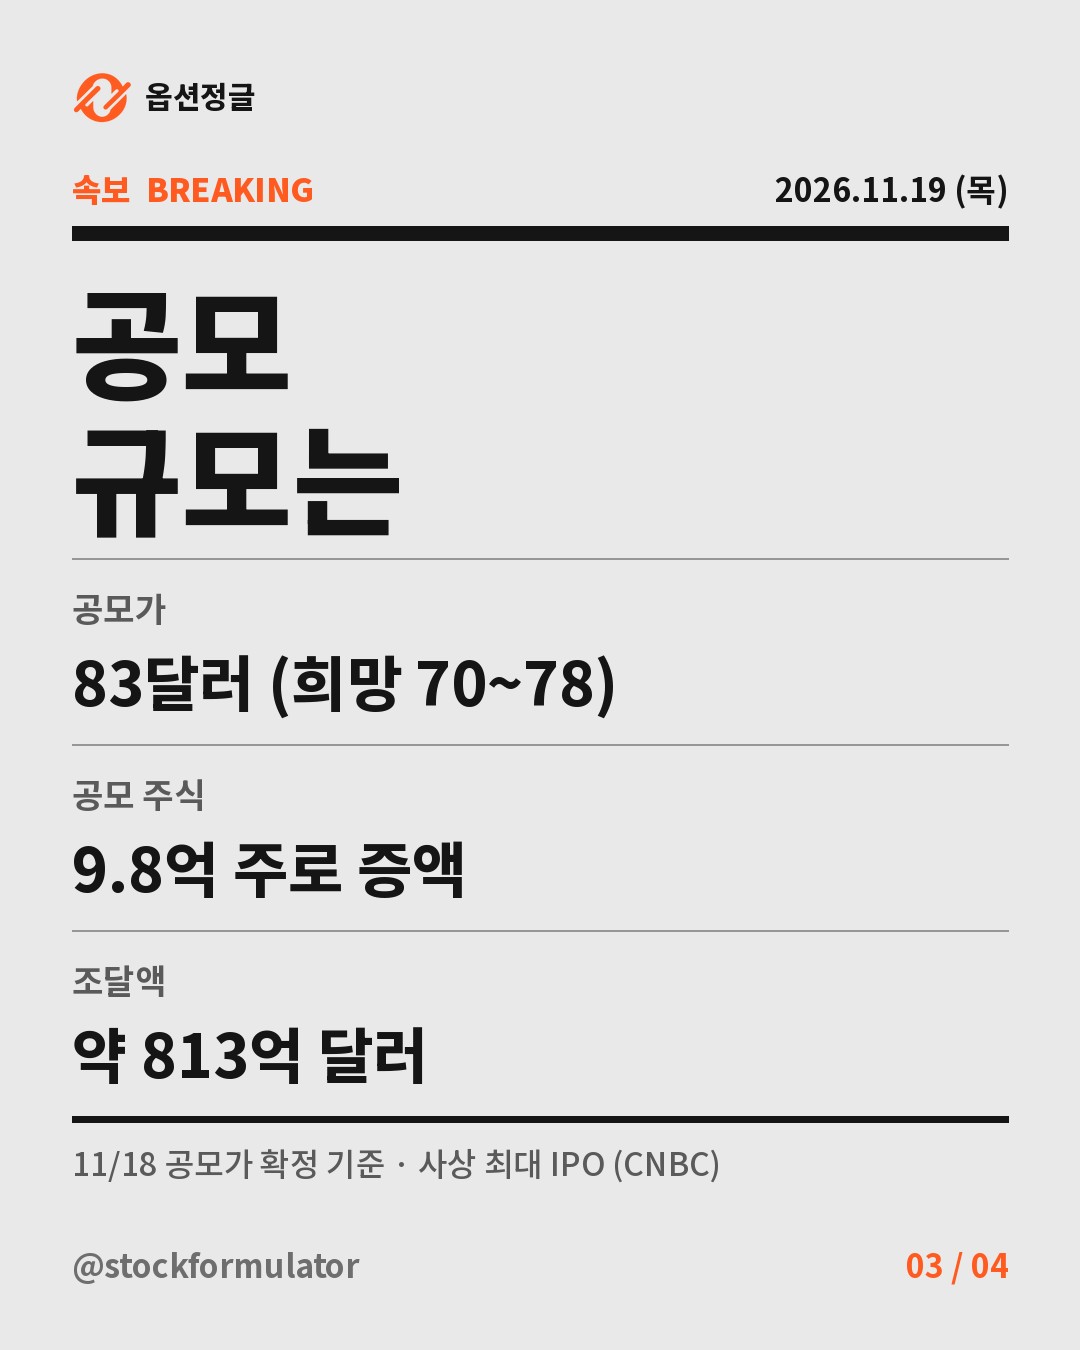 옵션정글
속보 BREAKING
2026.11.19 (목)
공모
규모는
공모가
83달러 (희망 70~78)
공모 주식
9.8억 주로 증액
조달액
약 813억 달러
11/18 공모가 확정 기준 · 사상 최대 IPO (CNBC)
@stockformulator
03 / 04